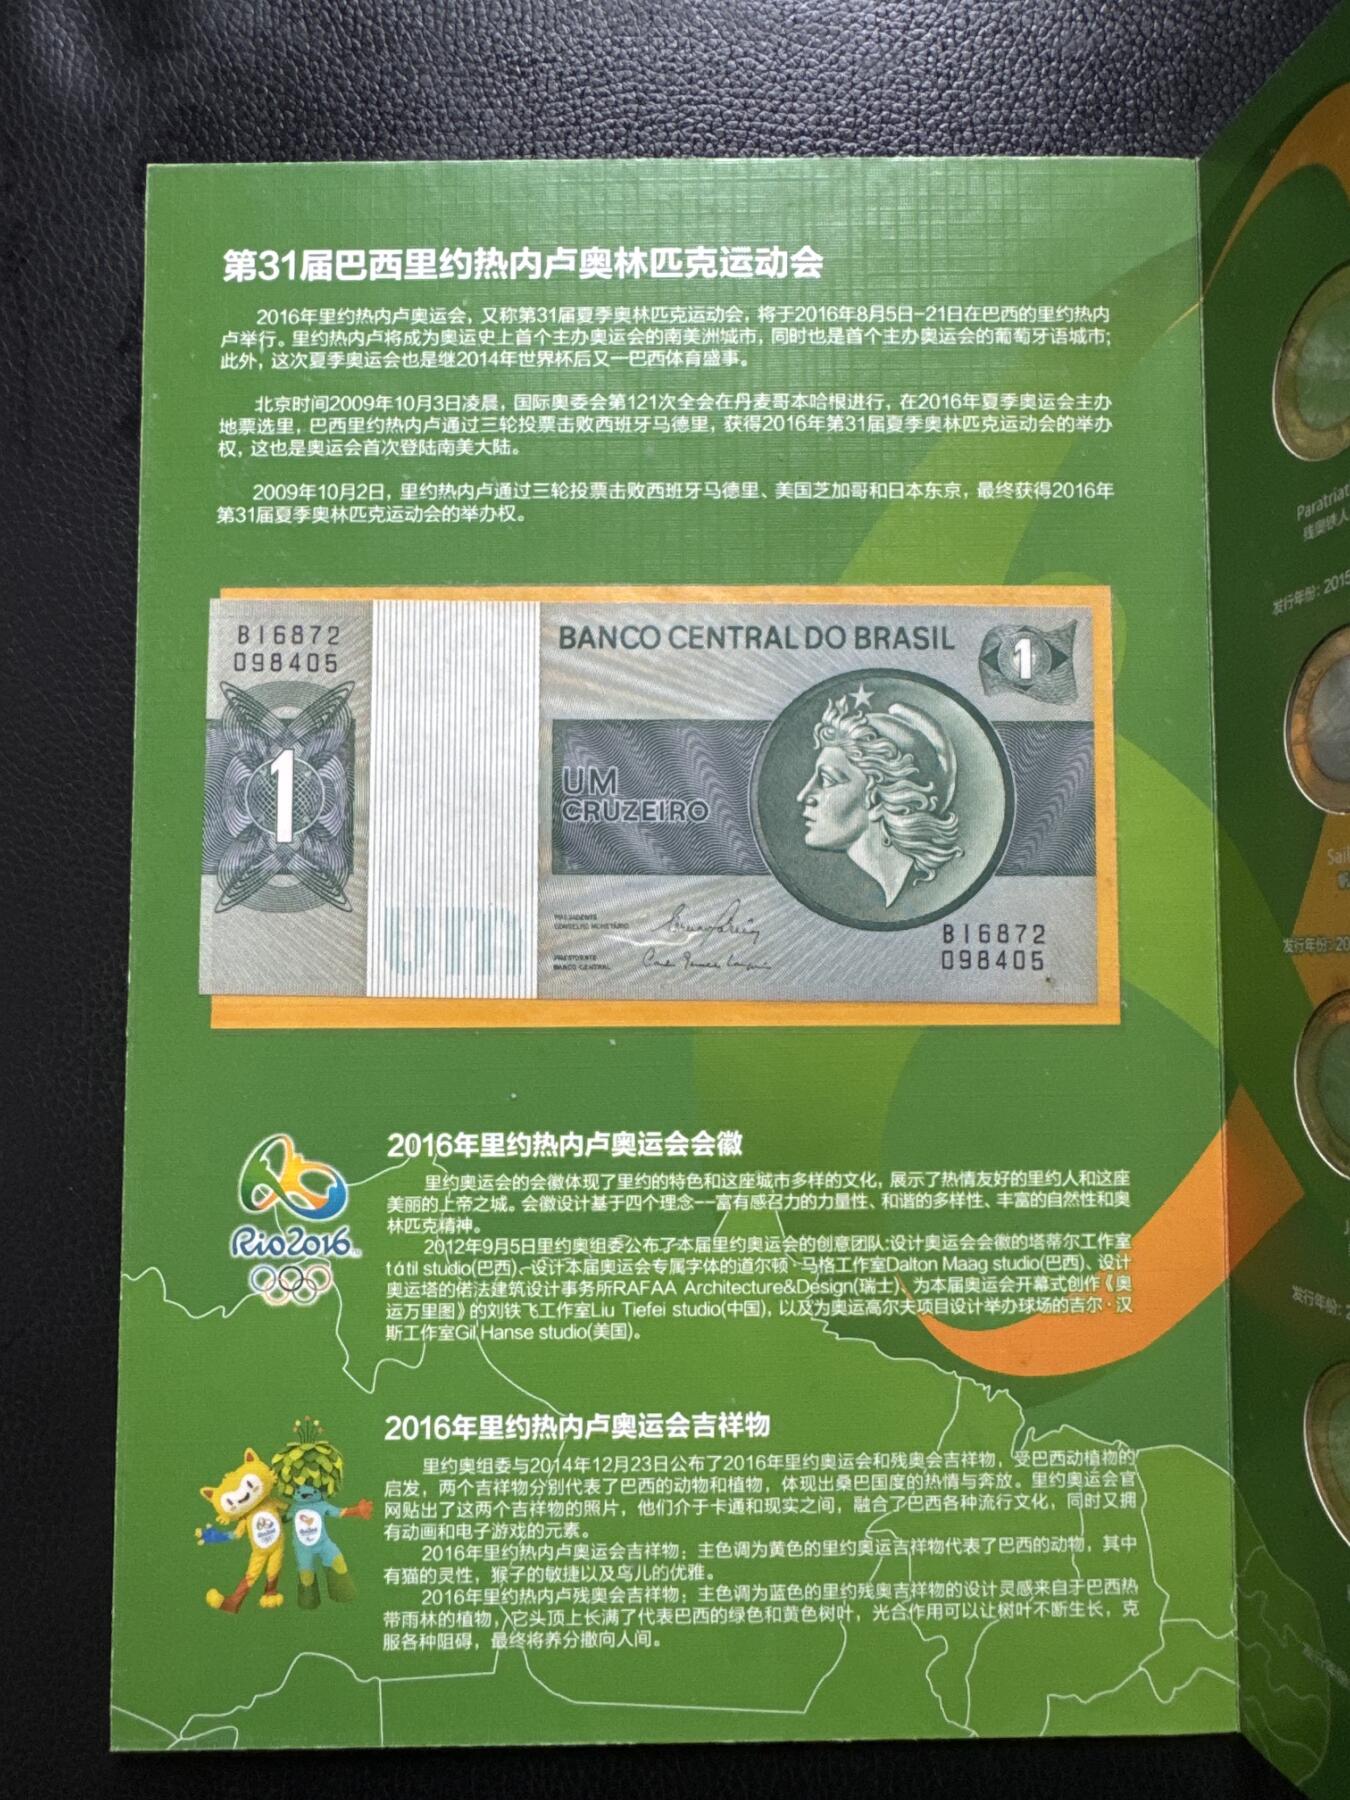 第31届巴西里约热内卢奥林匹克运动会
2016年里约热内卢奥运会，又称第31届夏季奥林匹克运动会，将于2016年8月5日-21日在巴西的里约热内
卢举行。里约热内卢将成为奥运史上首个主办奥运会的南美洲城市，同时也是首个主办奥运会的葡萄牙语城市；
此外，这次夏季奥运会也是继2014年世界杯后又一巴西体育盛事。
北京时间2009年10月3日凌晨，国际奥委会第121次全会在丹麦哥本哈根进行，在2016年夏季奥运会主办
地票选里，巴西里约热内卢通过三轮投票击败西班牙马德里，获得2016年第31届夏季奥林匹克运动会的举办
权，这也是奥运会首次登陆南美大陆。
2009年10月2日，里约热内卢通过三轮投票击败西班牙马德里、美国芝加哥和日本东京，最终获得2016年
第31届夏季奥林匹克运动会的举办权。
B16872
098405
BANCO CENTRAL DO BRASIL
1
1
UM
CRUZEIRO
um
PRESIDENTE
CONSELHO MONETÁRIO
PRESIDENTE
BANCO CENTRAL
B16872
098405
Rio2016
2016年里约热内卢奥运会会徽
里约奥运会的会徽体现了里约的特色和这座城市多样的文化，展示了热情友好的里约人和这座
美丽的上帝之城。会徽设计基于四个理念--富有感召力的力量性、和谐的多样性、丰富的自然性和奥
林匹克精神。
2012年9月5日里约奥组委公布了本届里约奥运会的创意团队:设计奥运会会徽的塔蒂尔工作室
tátil studio(巴西)、设计本届奥运会专属字体的道尔顿·马格工作室Dalton Maag studio(巴西)、设计
奥运塔的偌法建筑设计事务所RAFAA Architecture&Design(瑞士)、为本届奥运会开幕式创作《奥
运万里图》的刘铁飞工作室Liu Tiefei studio(中国)，以及为奥运高尔夫项目设计举办球场的吉尔·汉
斯工作室Gil Hanse studio(美国)。
2016年里约热内卢奥运会吉祥物
里约奥组委与2014年12月23日公布了2016年里约奥运会和残奥会吉祥物，受巴西动植物的
启发，两个吉祥物分别代表了巴西的动物和植物，体现出桑巴国度的热情与奔放。里约奥运会官
网贴出了这两个吉祥物的照片，他们介于卡通和现实之间，融合了巴西各种流行文化，同时又拥
有动画和电子游戏的元素。
2016年里约热内卢奥运会吉祥物；主色调为黄色的里约奥运吉祥物代表了巴西的动物，其中
有猫的灵性，猴子的敏捷以及鸟儿的优雅。
2016年里约热内卢残奥会吉祥物；主色调为蓝色的里约残奥吉祥物的设计灵感来自于巴西热
带雨林的植物，它头顶上长满了代表巴西的绿色和黄色树叶，光合作用可以让树叶不断生长，克
服各种阻碍，最终将养分撒向人间。
Paratriat
残奥铁人
发行年份：2015
Sail
发行年份：20
发行年份：2